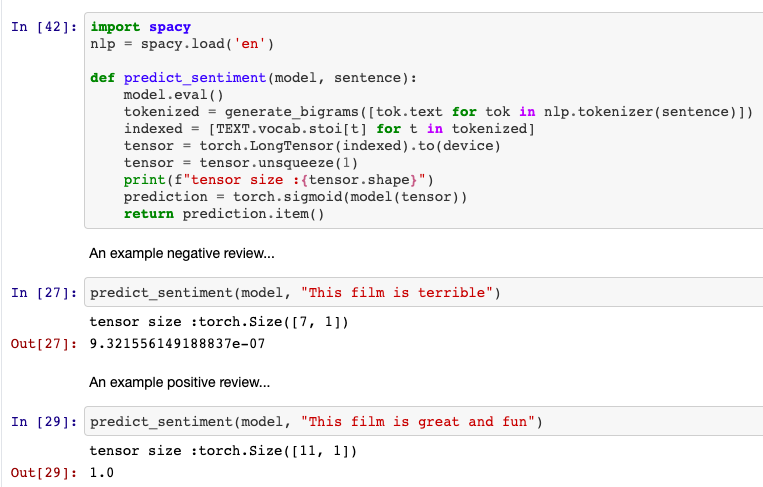 In [42]: import spacy
nlp = spacy.load('en')
def predict_sentiment(model, sentence):
model.eval()
tokenized = generate_bigrams([tok.text for tok in nlp.tokenizer(sentence)])
indexed = [TEXT.vocab.stoi[t] for t in tokenized]
tensor = torch.LongTensor(indexed).to(device)
tensor = tensor.unsqueeze(1)
print(f"tensor size :{tensor.shape}")
prediction = torch.sigmoid(model(tensor))
return prediction.item()
An example negative review...
In [27]: predict_sentiment(model, "This film is terrible")
tensor size :torch.Size([7, 1])
Out[27]: 9.321556149188837e-07
An example positive review...
In [29]: predict_sentiment(model, "This film is great and fun")
tensor size :torch.Size([11, 1])
Out[29]: 1.0